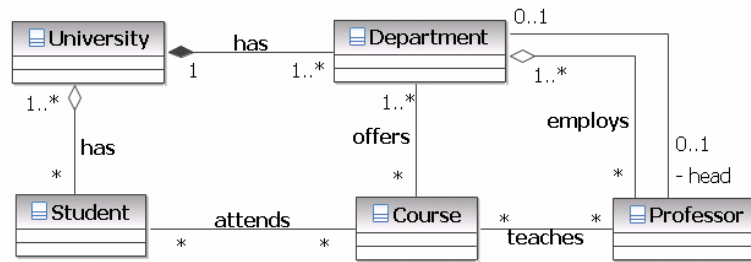 University
has
1
1..*
Department
0..1
1..*
1..*
1..*
has
*
offers
*
employs
*
0..1
- head
Student
attends
*
*
Course
*
*
teaches
Professor